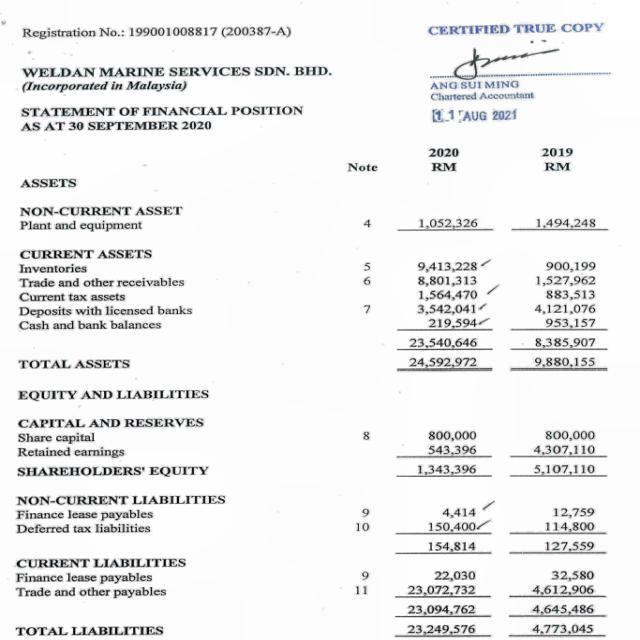 Registration No.: 199001008817 (200387-A)
CERTIFIED TRUE COPY
WELDAN MARINE SERVICES SDN. BHD.
(Incorporated in Malaysia)
ANG SUI MING
Chartered Accountant
11 AUG 2021
STATEMENT OF FINANCIAL POSITION
AS AT 30 SEPTEMBER 2020
2020 2019
Note RM RM
ASSETS
NON-CURRENT ASSET
Plant and equipment 4 1,052,326 1,494,248
CURRENT ASSETS
Inventories 5 9,413,228 900,199
Trade and other receivables 6 8,801,313 1,527,962
Current tax assets 1,564,470 883,513
Deposits with licensed banks 7 3,542,041 4,121,076
Cash and bank balances 219,594 953,157
23,540,646 8,385,907
TOTAL ASSETS 24,592,972 9,880,155
EQUITY AND LIABILITIES
CAPITAL AND RESERVES
Share capital 8 800,000 800,000
Retained earnings 543,396 4,307,110
SHAREHOLDERS' EQUITY 1,343,396 5,107,110
NON-CURRENT LIABILITIES
Finance lease payables 9 4,414 12,759
Deferred tax liabilities 10 150,400 114,800
154,814 127,559
CURRENT LIABILITIES
Finance lease payables 9 22,030 32,580
Trade and other payables 11 23,072,732 4,612,906
23,094,762 4,645,486
TOTAL LIABILITIES 23,249,576 4,773,045